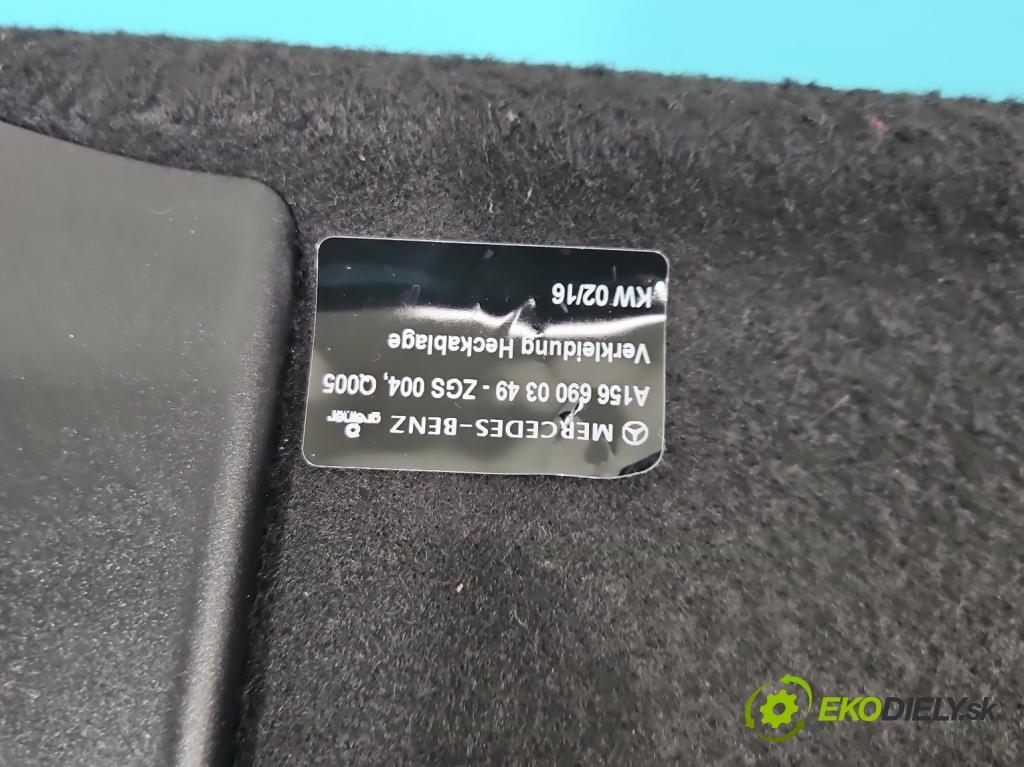 MERCEDES-BENZ greiner
A156 690 03 49 - ZGS 004, Q005
Verkleidung Heckablage
KW 02/16
EKODIELY.sk